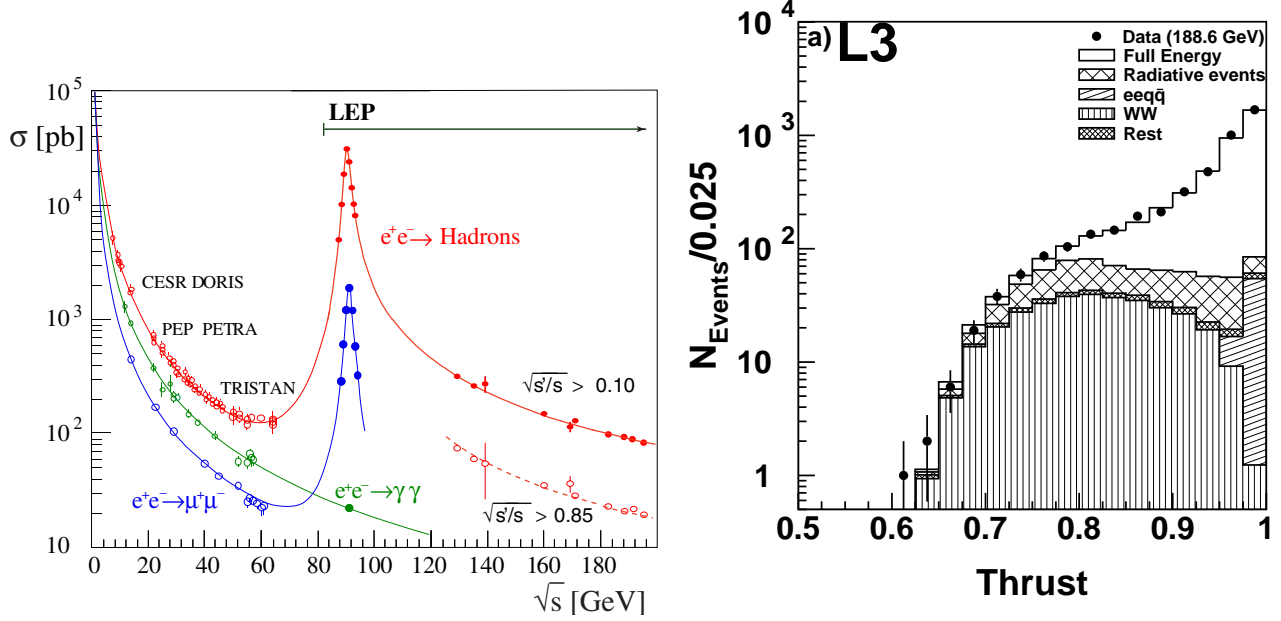 10^5
σ [pb]
10^4
10^3
10^2
10
LEP
e^+e^-→ Hadrons
CESR DORIS
PEP PETRA
TRISTAN
√s'/s > 0.10
√s'/s > 0.85
e^+e^-→μ^+μ^-
e^+e^-→γγ
0 20 40 60 80 100 120 140 160 180
√s [GeV]
a) L3
Data (188.6 GeV)
Full Energy
Radiative events
eeqq̄
WW
Rest
N_Events/0.025
10^4
10^3
10^2
10
1
0.5 0.6 0.7 0.8 0.9 1
Thrust